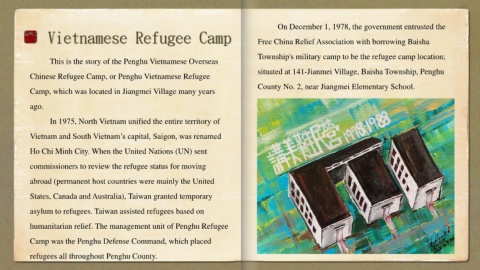 Vietnamese Refugee Camp
This is the story of the Penghu Vietnamese Overseas
Chinese Refugee Camp, or Penghu Vietnamese Refugee
Camp, which was located in Jiangmei Village many years
ago.
In 1975, North Vietnam unified the entire territory of
Vietnam and South Vietnam's capital, Saigon, was renamed
Ho Chi Minh City. When the United Nations (UN) sent
commissioners to review the refugee status for moving
abroad (permanent host countries were mainly the United
States, Canada and Australia), Taiwan granted temporary
asylum to refugees. Taiwan assisted refugees based on
humanitarian relief. The management unit of Penghu Refugee
Camp was the Penghu Defense Command, which placed
refugees all throughout Penghu County.
On December 1, 1978, the government entrusted the
Free China Relief Association with borrowing Baisha
Township's military camp to be the refugee camp location;
situated at 141-Jianmei Village, Baisha Township, Penghu
County No. 2, near Jiangmei Elementary School.
講美難民營
1978-1988